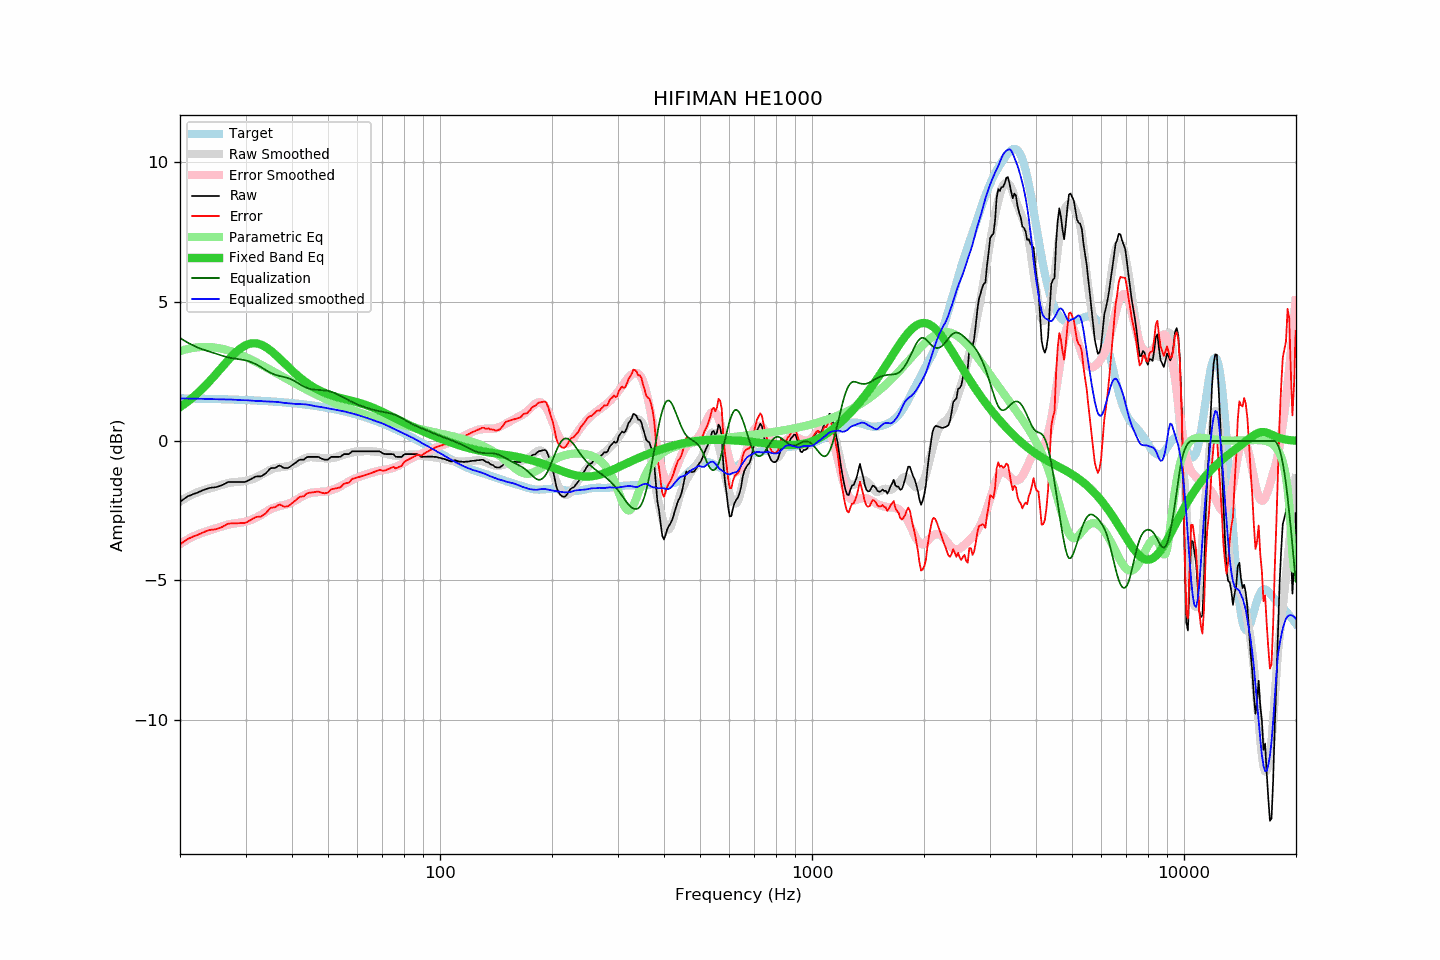 HIFIMAN HE1000
Target
Raw Smoothed
Error Smoothed
Raw
Error
Parametric Eq
Fixed Band Eq
Equalization
Equalized smoothed
10
5
0
−5
−10
Amplitude (dBr)
100
1000
10000
Frequency (Hz)